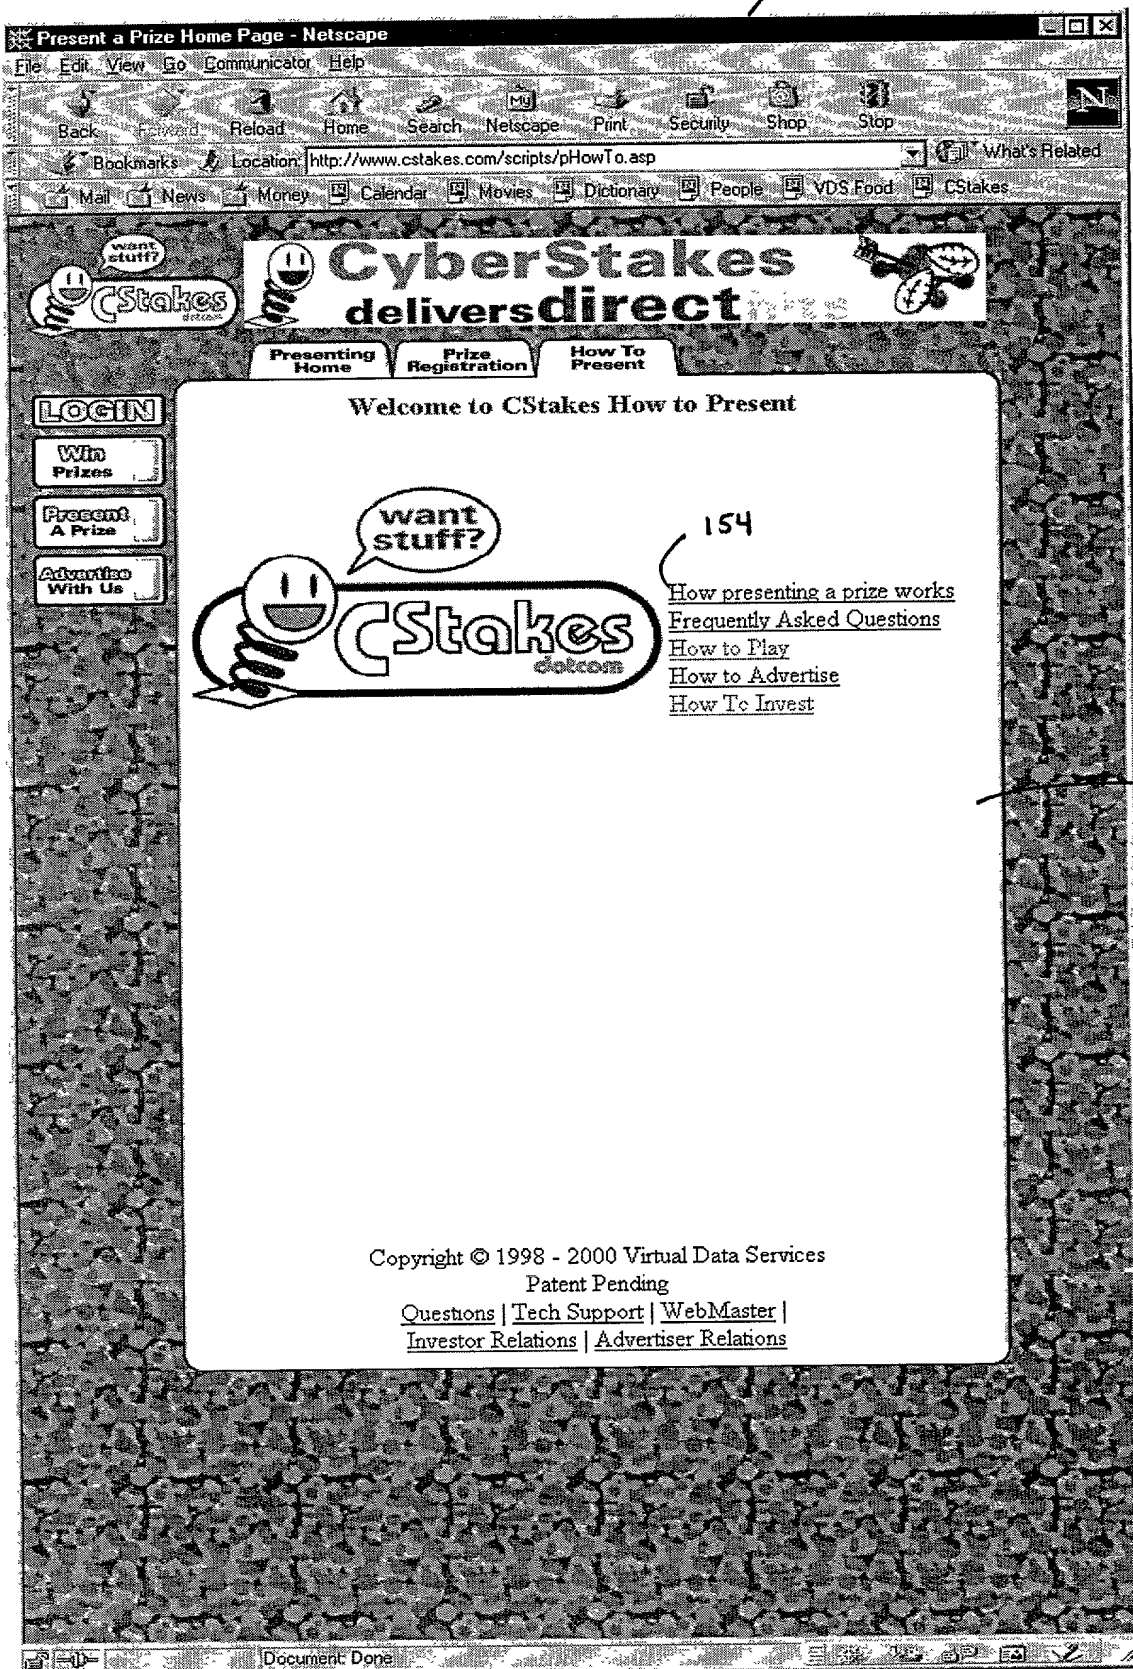 Present a Prize Home Page - Netscape
File Edit View Go Communicator Help
Back Forward Reload Home Search Netscape Print Security Shop Stop
Bookmarks Location: http://www.cstakes.com/scripts/pHowTo.asp What's Related
Mail News Money Calendar Movies Dictionary People VDS Food CStakes
want
stuff?
CStakes
dotcom
CyberStakes
deliversdirect hits
Presenting
Home
Prize
Registration
How To
Present
LOGIN
Win
Prizes
Present
A Prize
Advertise
With Us
Welcome to CStakes How to Present
want
stuff?
CStakes
dotcom
154
How presenting a prize works
Frequently Asked Questions
How to Play
How to Advertise
How To Invest
Copyright © 1998 - 2000 Virtual Data Services
Patent Pending
Questions | Tech Support | WebMaster |
Investor Relations | Advertiser Relations
Document: Done